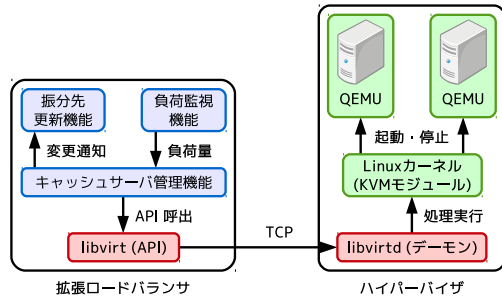 振分先
更新機能
負荷監視
機能
変更通知
負荷量
キャッシュサーバ管理機能
API 呼出
libvirt (API)
拡張ロードバランサ
TCP
QEMU
QEMU
起動・停止
Linuxカーネル
(KVMモジュール)
処理実行
libvirtd (デーモン)
ハイパーバイザ